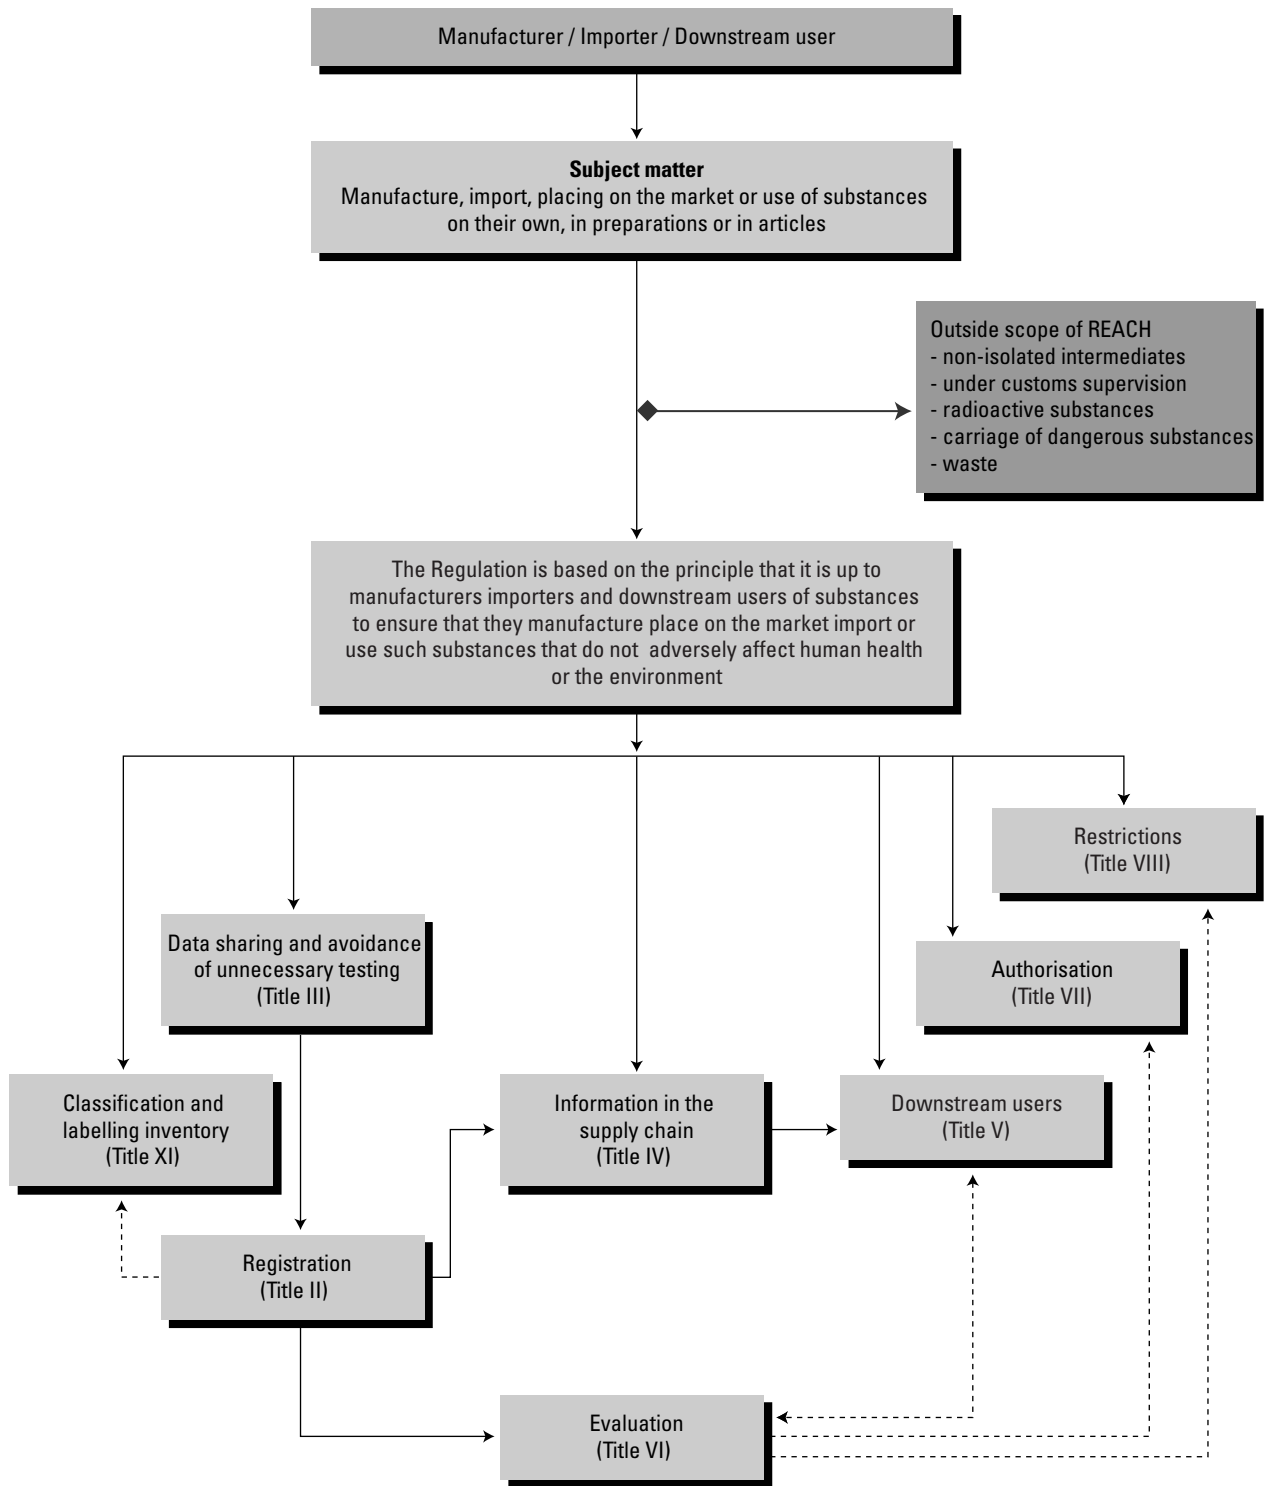 Manufacturer / Importer / Downstream user
Subject matter
Manufacture, import, placing on the market or use of substances
on their own, in preparations or in articles
Outside scope of REACH
- non-isolated intermediates
- under customs supervision
- radioactive substances
- carriage of dangerous substances
- waste
The Regulation is based on the principle that it is up to
manufacturers importers and downstream users of substances
to ensure that they manufacture place on the market import or
use such substances that do not adversely affect human health
or the environment
Restrictions
(Title VIII)
Data sharing and avoidance
of unnecessary testing
(Title III)
Authorisation
(Title VII)
Classification and
labelling inventory
(Title XI)
Information in the
supply chain
(Title IV)
Downstream users
(Title V)
Registration
(Title II)
Evaluation
(Title VI)